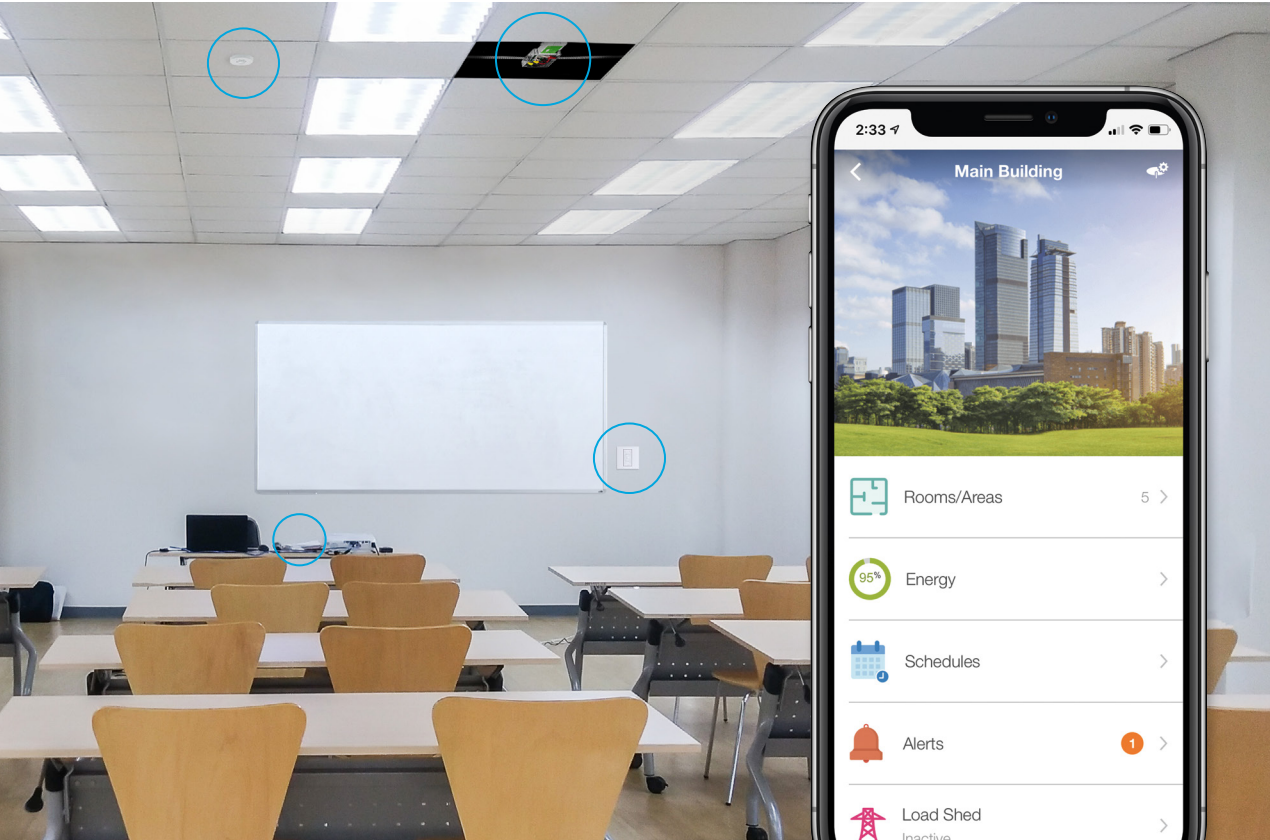 2:33
Main Building
Rooms/Areas 5
95%
Energy
Schedules
Alerts 1
Load Shed
Inactive